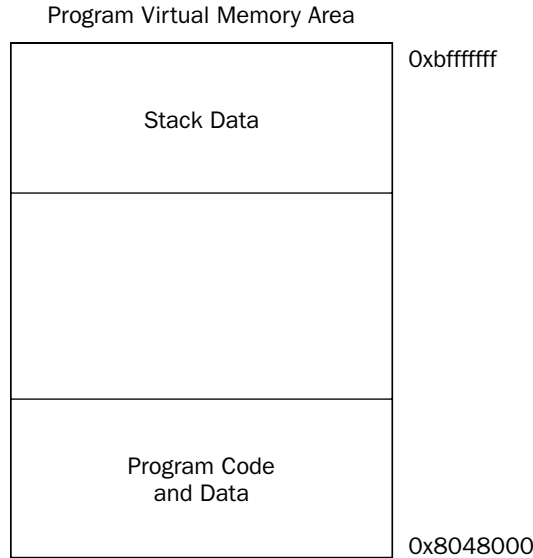 Program Virtual Memory Area
0xbfffffff
Stack Data
Program Code
and Data
0x8048000